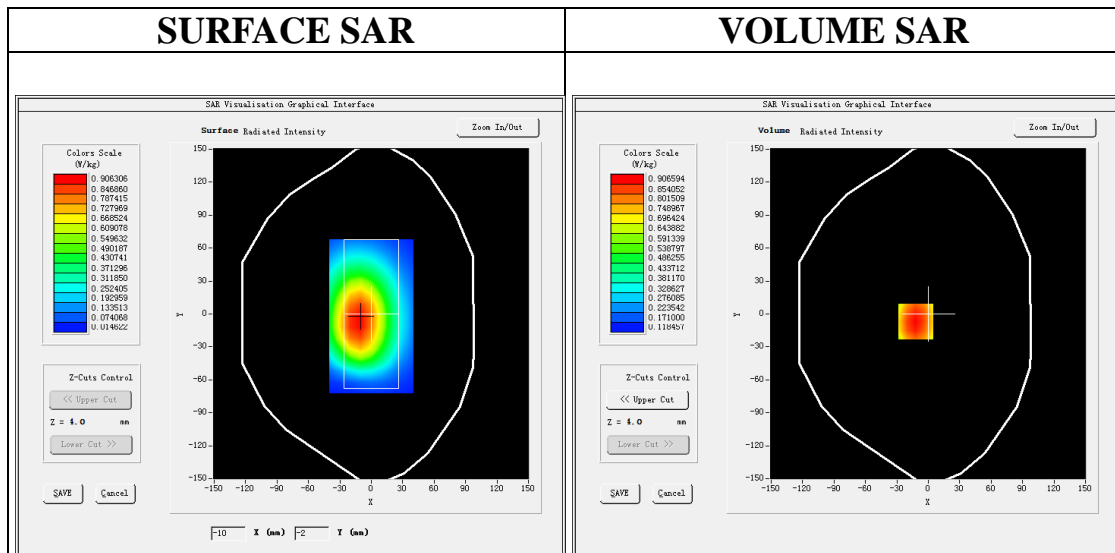 SURFACE SAR
VOLUME SAR
SAR Visualisation Graphical Interface
Surface Radiated Intensity
Zoom In/Out
Colors Scale
(W/kg)
0.906306
0.846860
0.787415
0.727969
0.668524
0.609078
0.549632
0.490187
0.430741
0.371296
0.311850
0.252405
0.192959
0.133513
0.074068
0.014622
150
120
90
60
30
0
-30
-60
-90
-120
-150
Y
-150 -120 -90 -60 -30 0 30 60 90 120 150
X
Z-Cuts Control
<< Upper Cut
Z = 4.0 mm
Lower Cut >>
SAVE Cancel
-10 X (mm) -2 Y (mm)
SAR Visualisation Graphical Interface
Volume Radiated Intensity
Zoom In/Out
Colors Scale
(W/kg)
0.906594
0.854052
0.801509
0.748967
0.696424
0.643882
0.591339
0.538797
0.486255
0.433712
0.381170
0.328627
0.276085
0.223542
0.171000
0.118457
150
120
90
60
30
0
-30
-60
-90
-120
-150
Y
-150 -120 -90 -60 -30 0 30 60 90 120 150
X
Z-Cuts Control
<< Upper Cut
Z = 4.0 mm
Lower Cut >>
SAVE Cancel